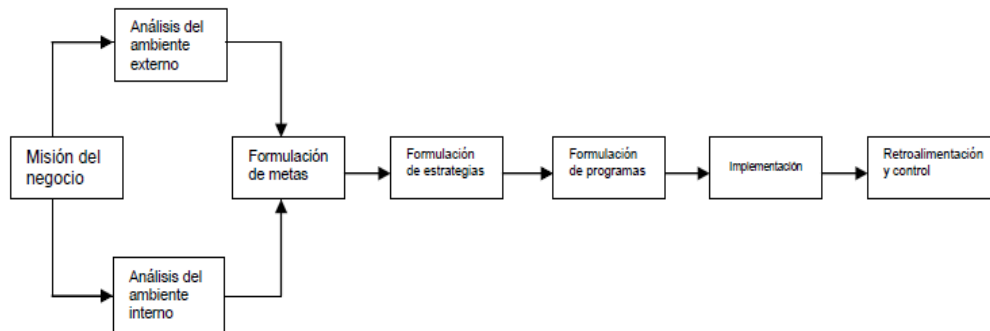 Análisis del
ambiente
externo
Misión del
negocio
Análisis del
ambiente
interno
Formulación
de metas
Formulación
de estrategias
Formulación
de programas
Implementación
Retroalimentación
y control